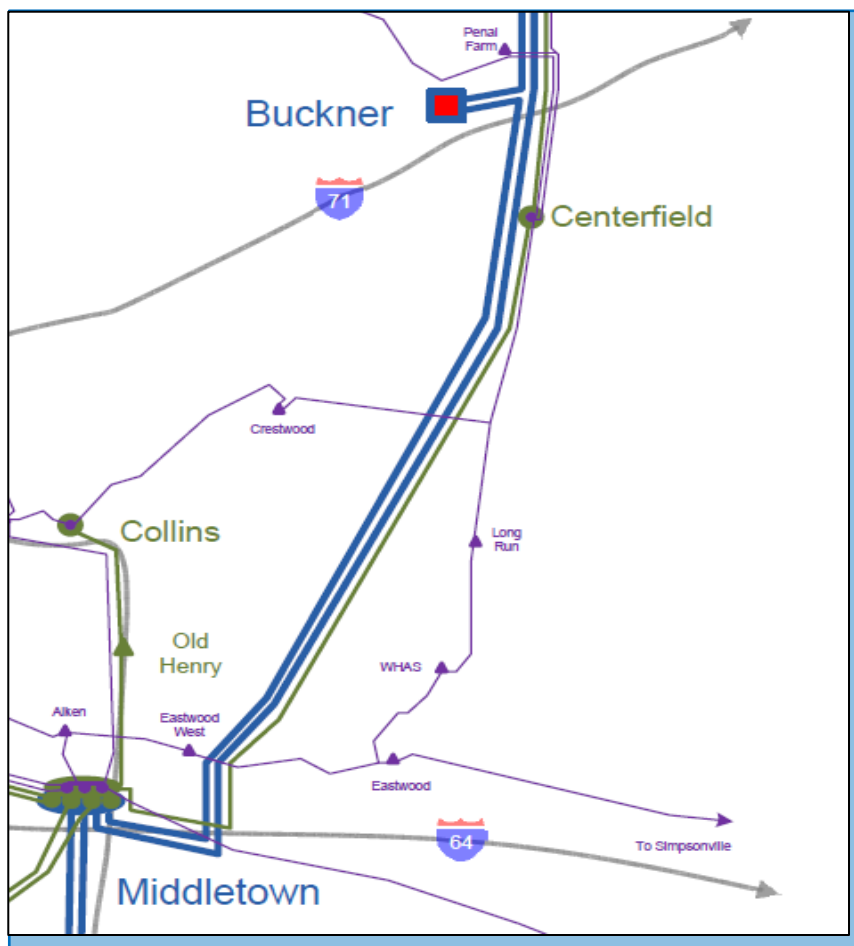 Penal
Farm
Buckner
71
Centerfield
Crestwood
Collins
Long
Run
Old
Henry
WHAS
Aiken
Eastwood
West
Eastwood
64
To Simpsonville
Middletown